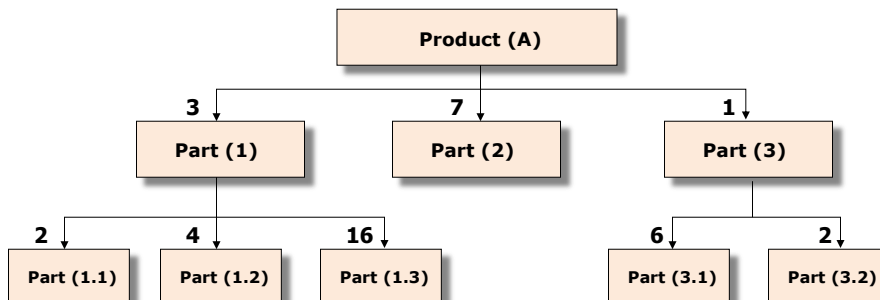 Product (A)
3
7
1
Part (1)
Part (2)
Part (3)
2
4
16
6
2
Part (1.1)
Part (1.2)
Part (1.3)
Part (3.1)
Part (3.2)